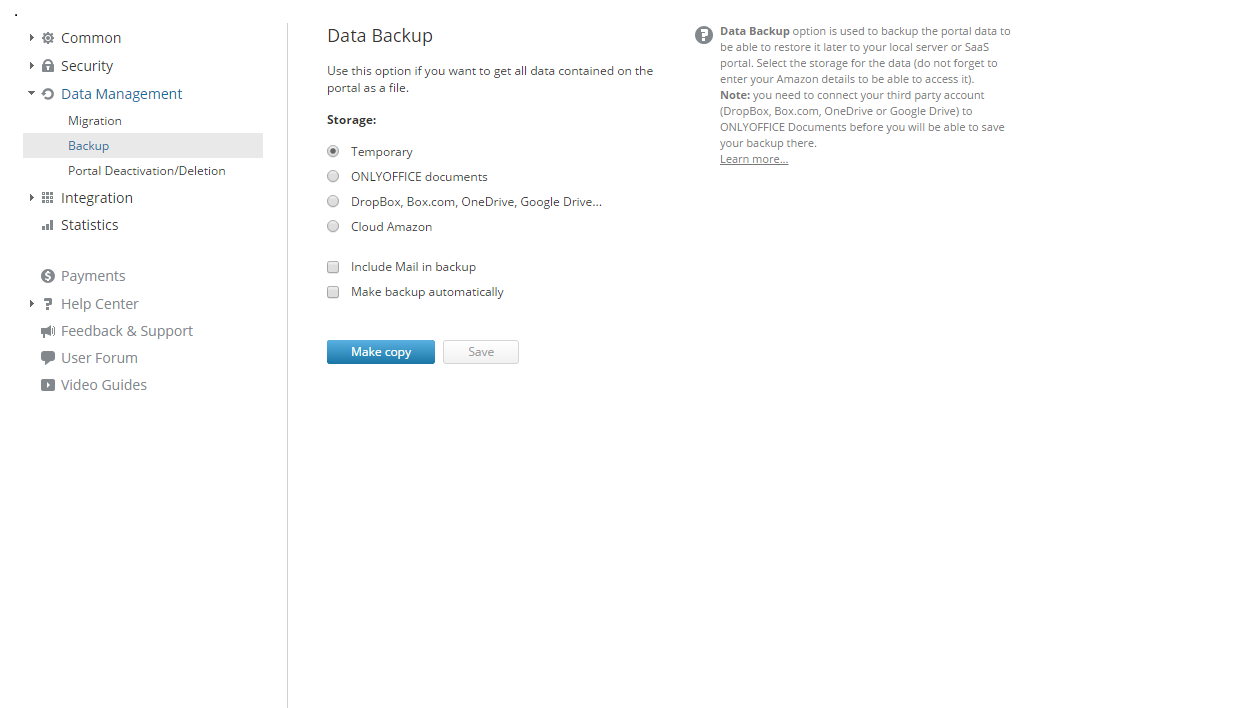 Common
Security
Data Management
Migration
Backup
Portal Deactivation/Deletion
Integration
Statistics
Payments
Help Center
Feedback & Support
User Forum
Video Guides
Data Backup
Use this option if you want to get all data contained on the
portal as a file.
Storage:
Temporary
ONLYOFFICE documents
DropBox, Box.com, OneDrive, Google Drive...
Cloud Amazon
Include Mail in backup
Make backup automatically
Make copy
Save
Data Backup option is used to backup the portal data to
be able to restore it later to your local server or SaaS
portal. Select the storage for the data (do not forget to
enter your Amazon details to be able to access it).
Note: you need to connect your third party account
(DropBox, Box.com, OneDrive or Google Drive) to
ONLYOFFICE Documents before you will be able to save
your backup there.
Learn more...